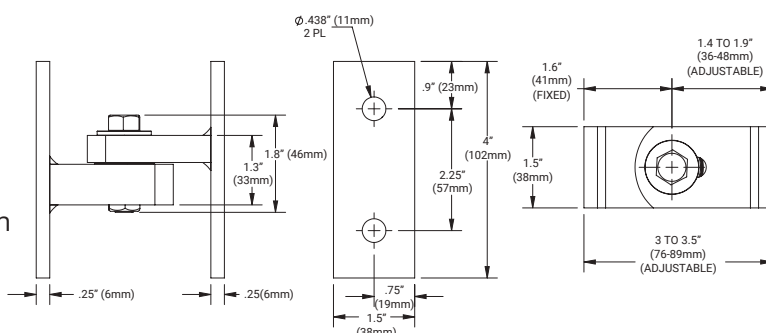 Ø.438" (11mm)
2 PL
1.4 TO 1.9"
(36-48mm)
(ADJUSTABLE)
1.6"
(41mm)
(FIXED)
.9" (23mm)
1.8" (46mm)
4"
(102mm)
1.3"
(33mm)
2.25"
(57mm)
1.5"
(38mm)
n
3 TO 3.5"
(76-89mm)
(ADJUSTABLE)
.25" (6mm)
.25(6mm)
.75"
(19mm)
1.5"
(38mm)